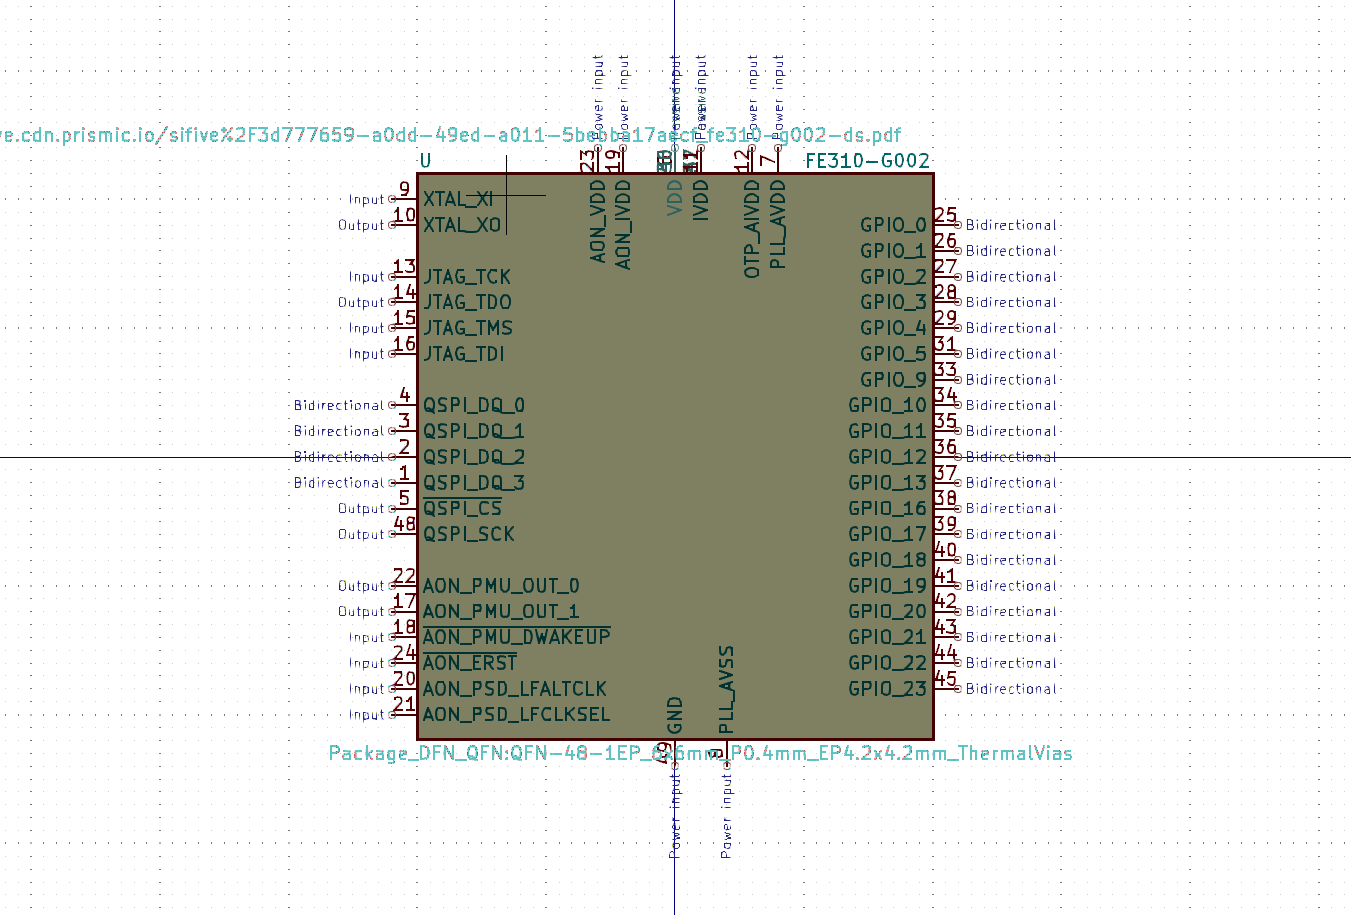 Power input Power input Power input Power input Power input Power input
ve.cdn.prismic.io/sifive%2F3d777659-a0dd-49ed-a011-5bebba17aecf_fe310-g002-ds.pdf
U FE310-G002
23 19 12 7
AON_VDD AON_IVDD VDD IVDD OTP_AIVDD PLL_AVDD
Input 9 XTAL_XI
Output 10 XTAL_XO GPIO_0 25 Bidirectional
GPIO_1 26 Bidirectional
Input 13 JTAG_TCK GPIO_2 27 Bidirectional
Output 14 JTAG_TDO GPIO_3 28 Bidirectional
Input 15 JTAG_TMS GPIO_4 29 Bidirectional
Input 16 JTAG_TDI GPIO_5 31 Bidirectional
GPIO_9 33 Bidirectional
Bidirectional 4 QSPI_DQ_0 GPIO_10 34 Bidirectional
Bidirectional 3 QSPI_DQ_1 GPIO_11 35 Bidirectional
Bidirectional 2 QSPI_DQ_2 GPIO_12 36 Bidirectional
Bidirectional 1 QSPI_DQ_3 GPIO_13 37 Bidirectional
Output 5 QSPI_CS GPIO_16 38 Bidirectional
Output 48 QSPI_SCK GPIO_17 39 Bidirectional
GPIO_18 40 Bidirectional
Output 22 AON_PMU_OUT_0 GPIO_19 41 Bidirectional
Output 17 AON_PMU_OUT_1 GPIO_20 42 Bidirectional
Input 18 AON_PMU_DWAKEUP GPIO_21 43 Bidirectional
Input 24 AON_ERST GPIO_22 44 Bidirectional
Input 20 AON_PSD_LFALTCLK GPIO_23 45 Bidirectional
Input 21 AON_PSD_LFCLKSEL
GND PLL_AVSS
49 8
Package_DFN_QFN:QFN-48-1EP_6x6mm_P0.4mm_EP4.2x4.2mm_ThermalVias
Power input Power input